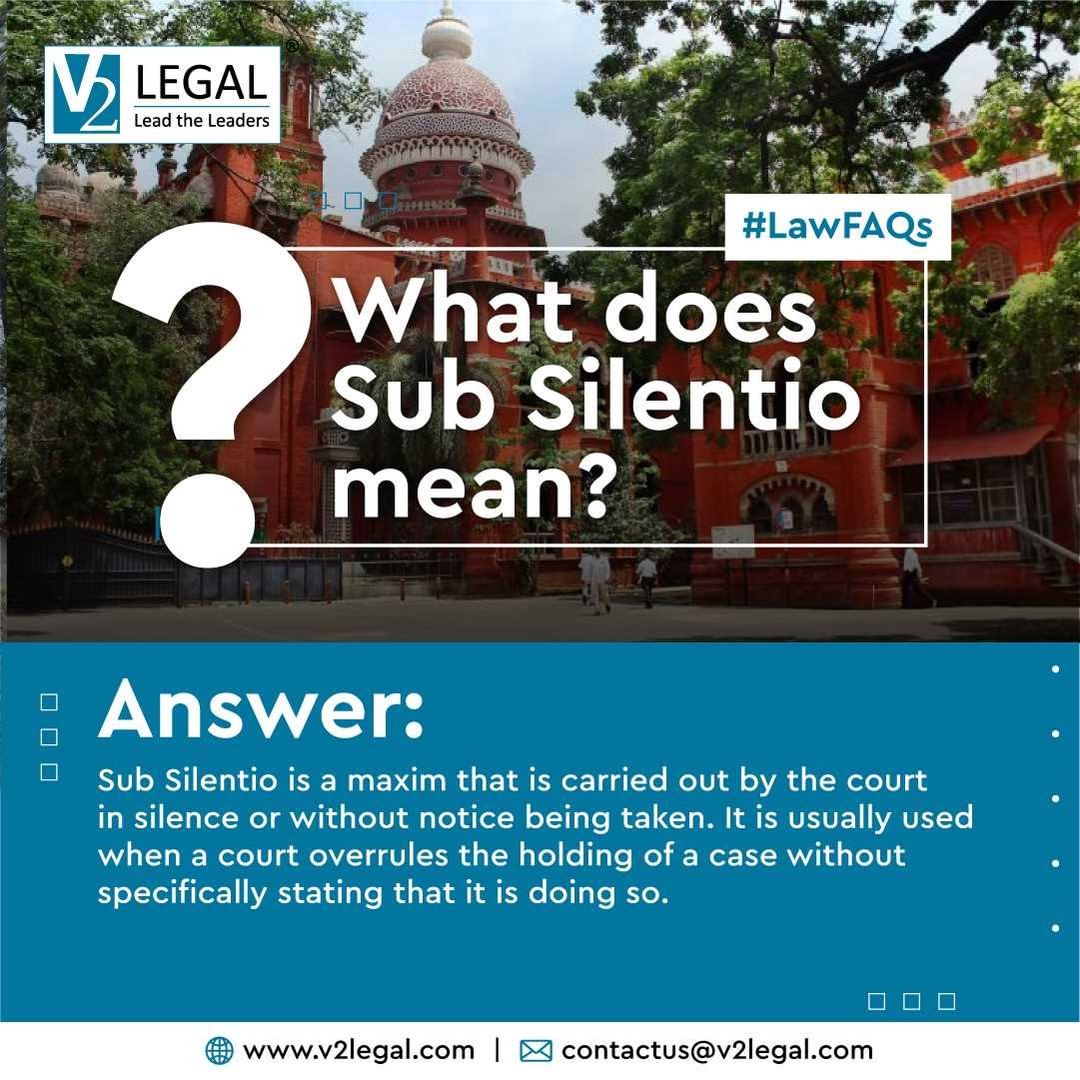 V2 LEGAL ®
Lead the Leaders
#LawFAQs
?
What does
Sub Silentio
mean?
Answer:
Sub Silentio is a maxim that is carried out by the court
in silence or without notice being taken. It is usually used
when a court overrules the holding of a case without
specifically stating that it is doing so.
www.v2legal.com | contactus@v2legal.com